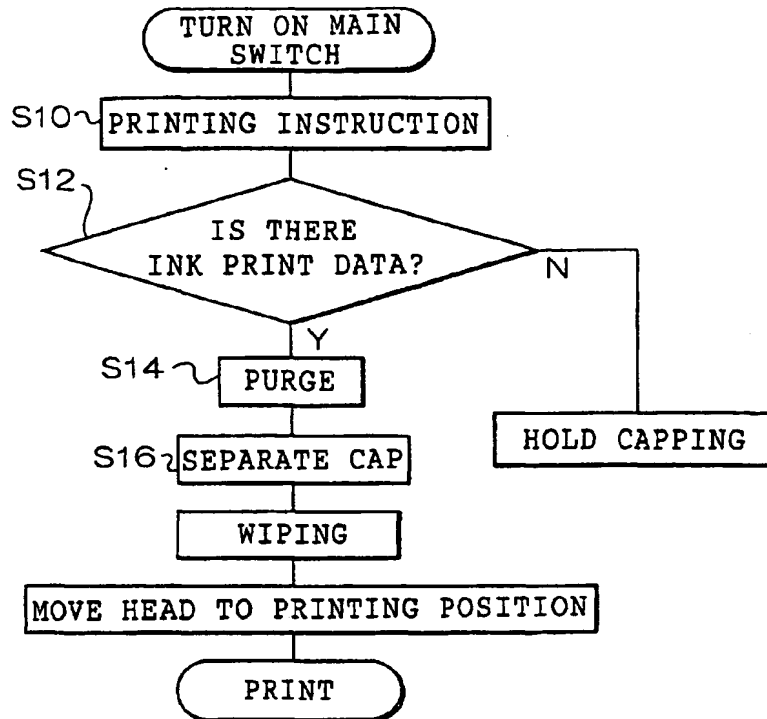 TURN ON MAIN
SWITCH
S10
PRINTING INSTRUCTION
S12
IS THERE
INK PRINT DATA?
N
Y
S14
PURGE
HOLD CAPPING
S16
SEPARATE CAP
WIPING
MOVE HEAD TO PRINTING POSITION
PRINT